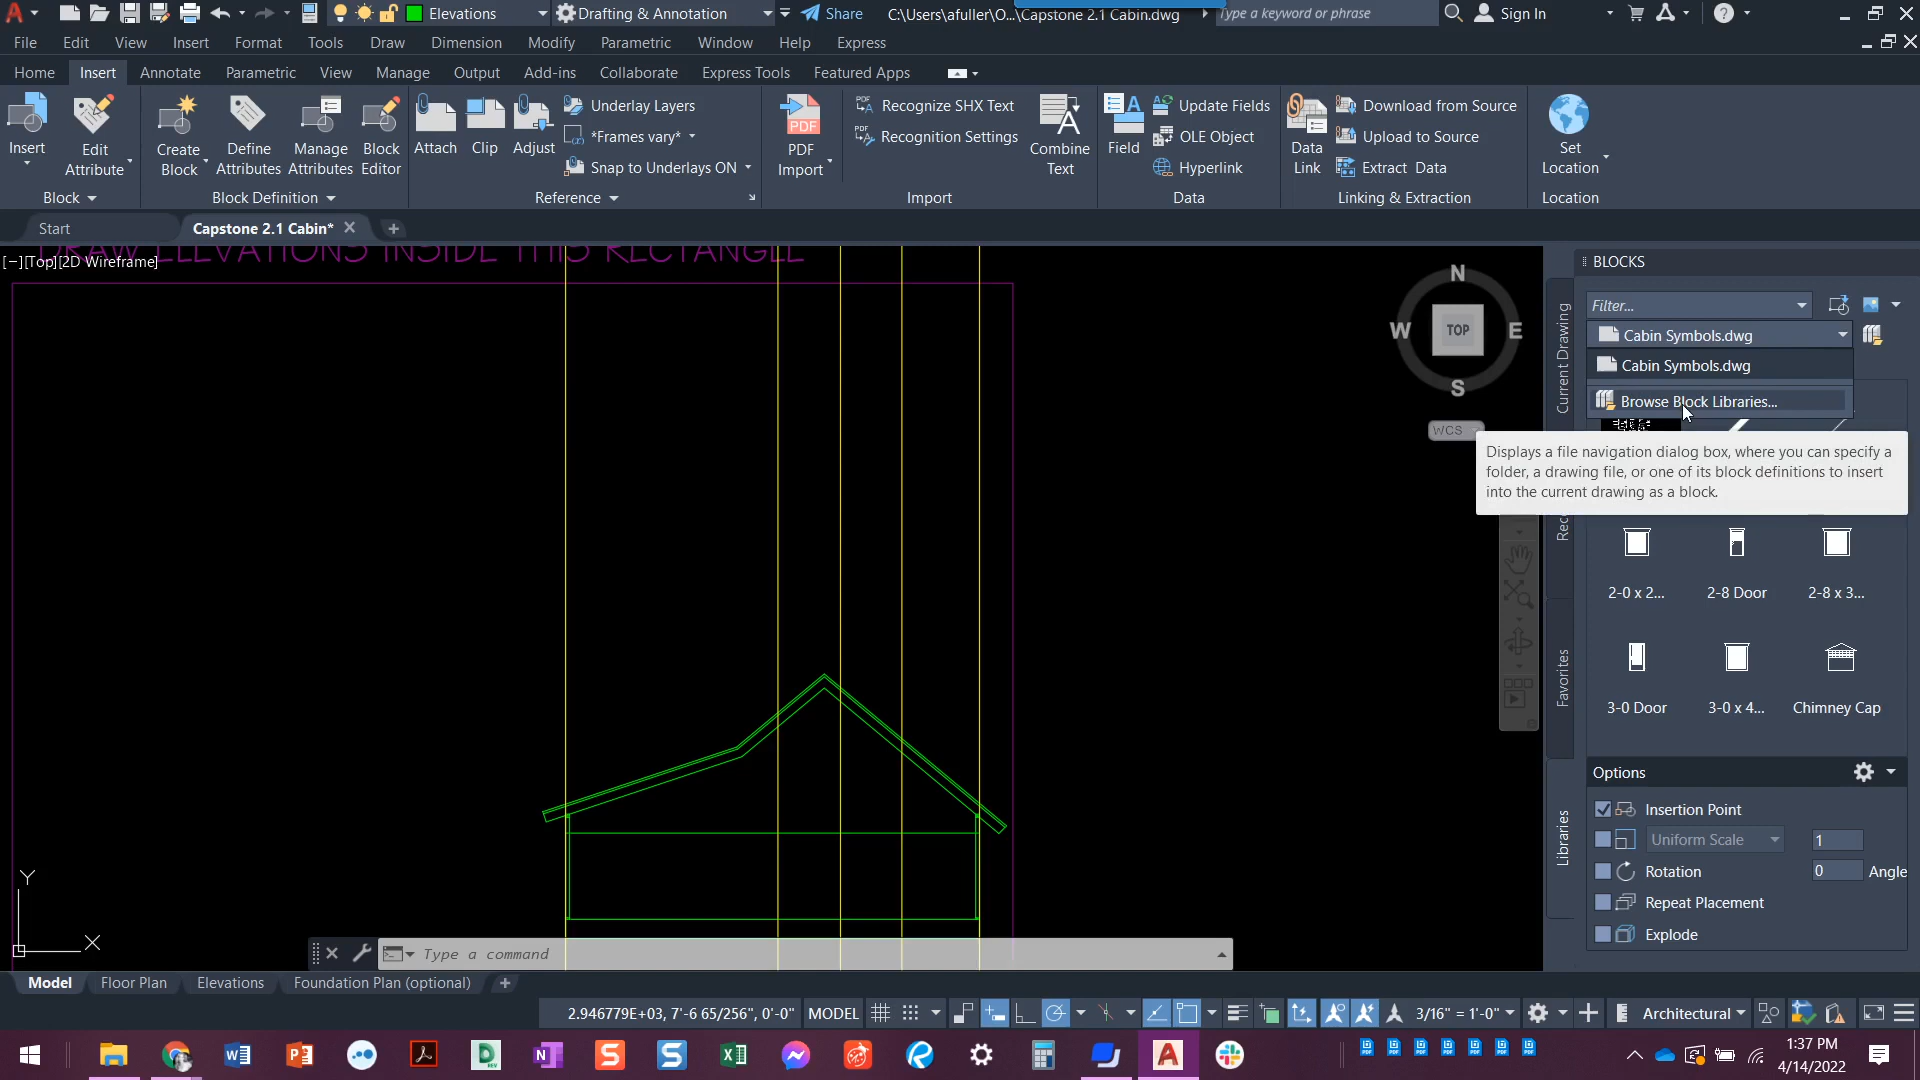 Elevations
Drafting & Annotation
Share
C:\Users\afuller\O...\Capstone 2.1 Cabin.dwg
Type a keyword or phrase
Sign In
File Edit View Insert Format Tools Draw Dimension Modify Parametric Window Help Express
Home Insert Annotate Parametric View Manage Output Add-ins Collaborate Express Tools Featured Apps
Insert
Edit Attribute
Create Block
Define Attributes
Manage Attributes
Block Editor
Attach
Clip
Adjust
Underlay Layers
*Frames vary*
Snap to Underlays ON
PDF Import
PDF
Recognize SHX Text
Recognition Settings
Combine Text
Field
Update Fields
OLE Object
Hyperlink
Data Link
Download from Source
Upload to Source
Extract Data
Set Location
Block
Block Definition
Reference
Import
Data
Linking & Extraction
Location
Start
Capstone 2.1 Cabin*
DRAW ELEVATIONS INSIDE THIS RECTANGLE
[−][Top][2D Wireframe]
N
W TOP E
S
WCS
BLOCKS
Filter...
Cabin Symbols.dwg
Cabin Symbols.dwg
Browse Block Libraries...
Displays a file navigation dialog box, where you can specify a
folder, a drawing file, or one of its block definitions to insert
into the current drawing as a block.
Current Drawing
Rec
Favorites
Libraries
2-0 x 2... 2-8 Door 2-8 x 3...
3-0 Door 3-0 x 4... Chimney Cap
Options
Insertion Point
Uniform Scale 1
Rotation 0 Angle
Repeat Placement
Explode
Y
X
Type a command
Model Floor Plan Elevations Foundation Plan (optional)
2.946779E+03, 7'-6 65/256", 0'-0" MODEL
3/16" = 1'-0"
Architectural
1:37 PM
4/14/2022